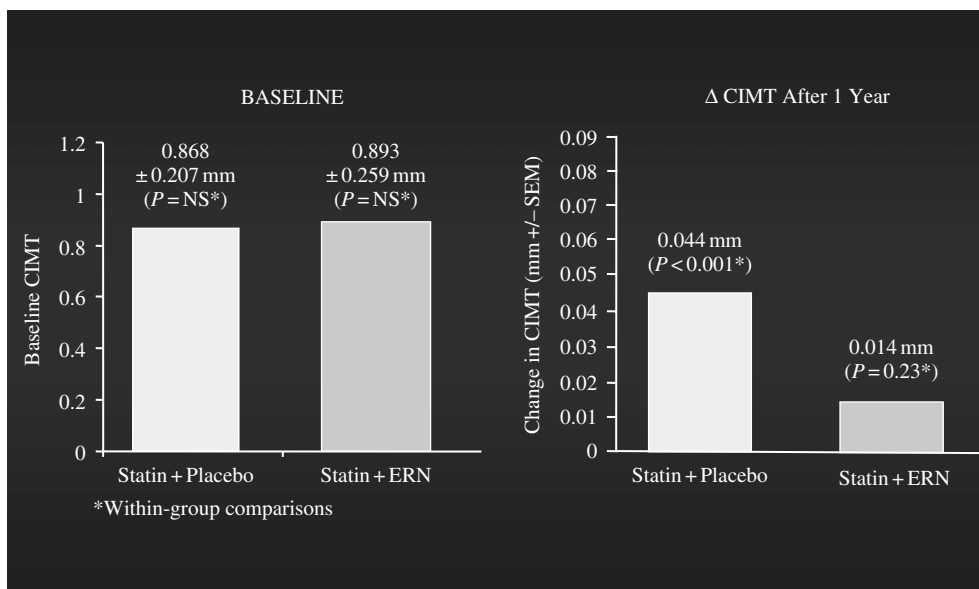 BASELINE
Baseline CIMT
1.2
1
0.8
0.6
0.4
0.2
0
0.868
±0.207 mm
(P = NS*)
0.893
±0.259 mm
(P = NS*)
Statin + Placebo
Statin + ERN
*Within-group comparisons
Δ CIMT After 1 Year
Change in CIMT (mm +/– SEM)
0.09
0.08
0.07
0.06
0.05
0.04
0.03
0.02
0.01
0
0.044 mm
(P < 0.001*)
0.014 mm
(P = 0.23*)
Statin + Placebo
Statin + ERN